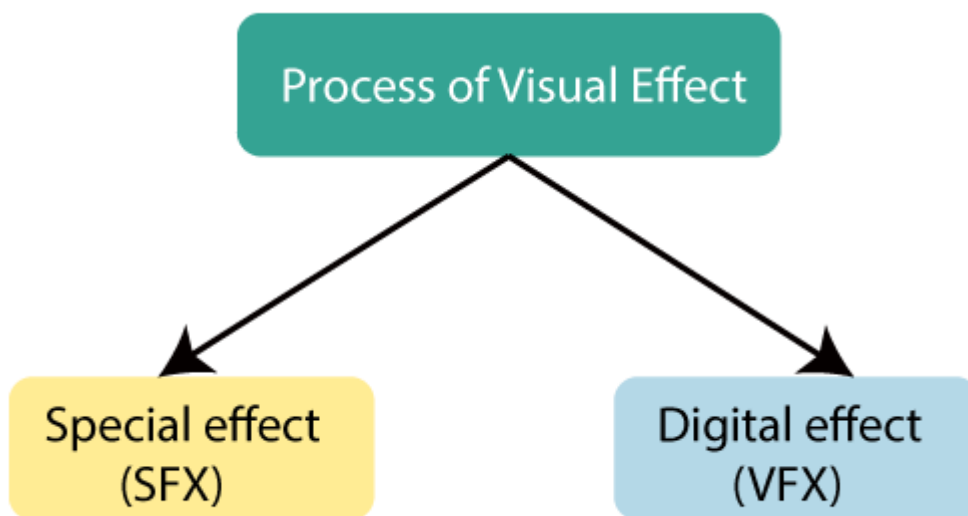 Process of Visual Effect
Special effect
(SFX)
Digital effect
(VFX)